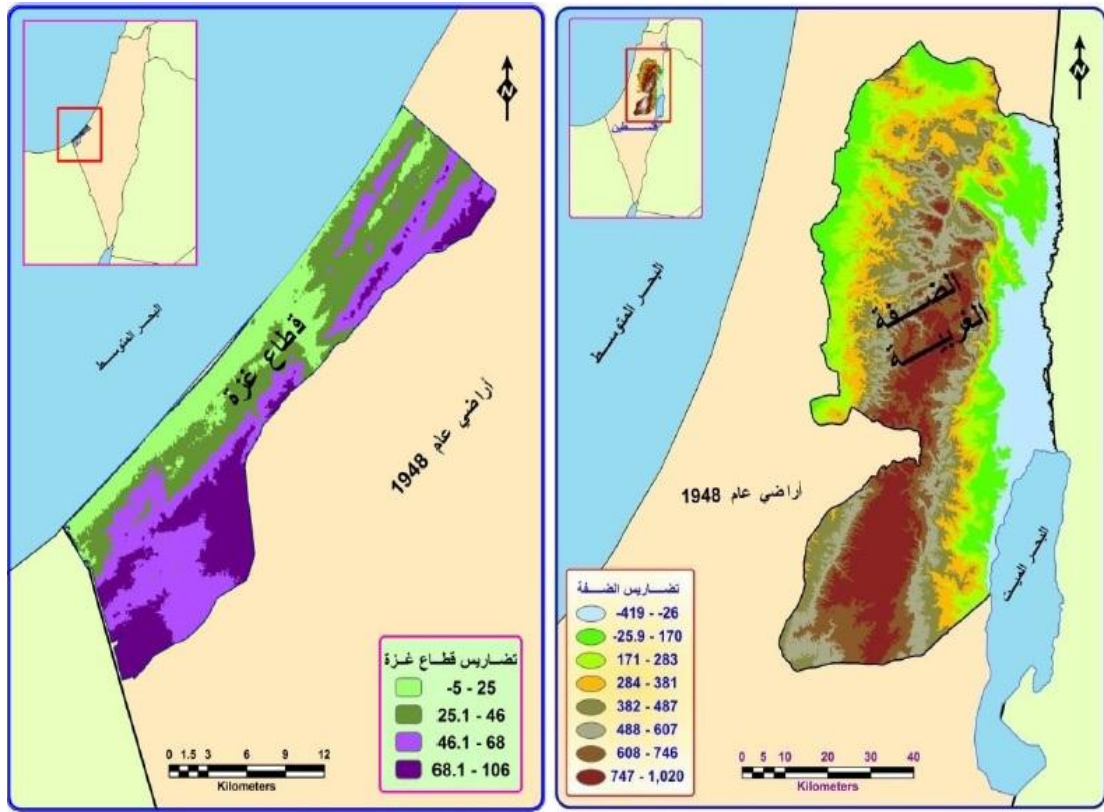 N
البحر المتوسط
قطاع غزة
أراضي عام 1948
تضاريس قطاع غزة
-5 - 25
25.1 - 46
46.1 - 68
68.1 - 106
0 1.5 3 6 9 12
Kilometers
فلسطين
N
البحر المتوسط
الضفة
الغربية
أراضي عام 1948
البحر الميت
تضاريس الضفة
-419 - -26
-25.9 - 170
171 - 283
284 - 381
382 - 487
488 - 607
608 - 746
747 - 1,020
0 5 10 20 30 40
Kilometers